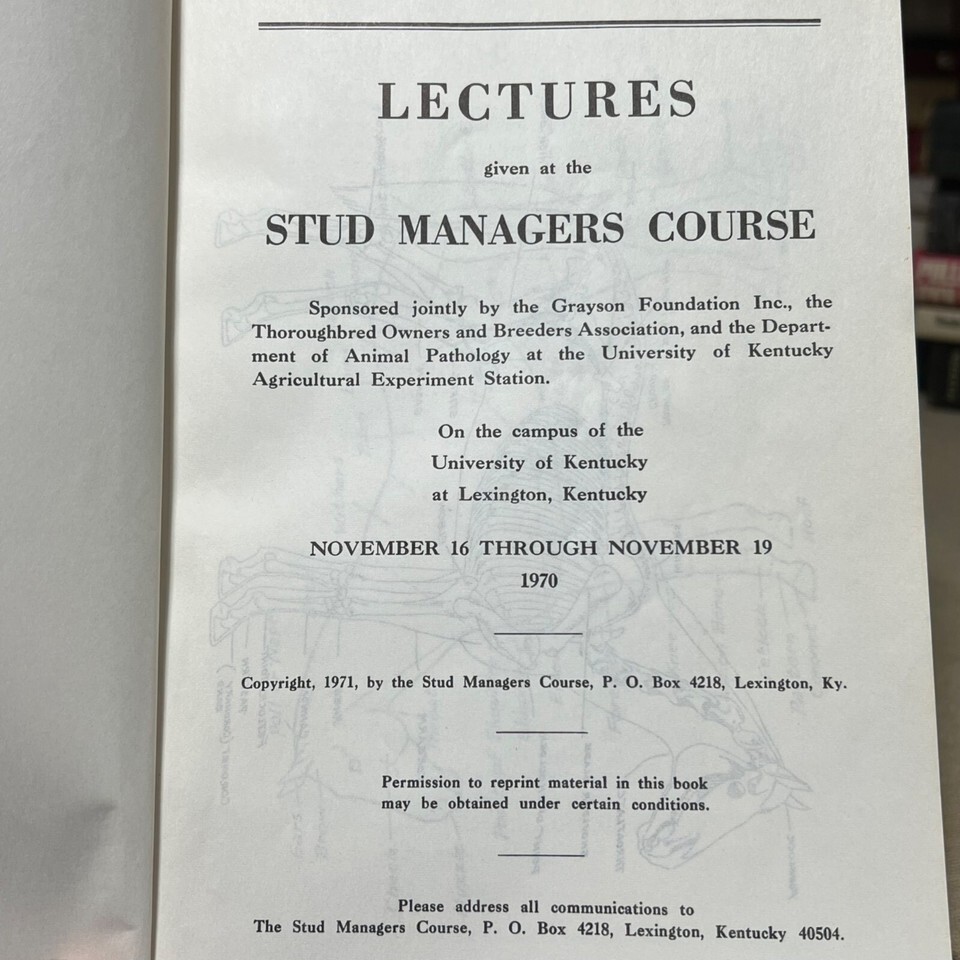 LECTURES
given at the
STUD MANAGERS COURSE
Sponsored jointly by the Grayson Foundation Inc., the
Thoroughbred Owners and Breeders Association, and the Depart-
ment of Animal Pathology at the University of Kentucky
Agricultural Experiment Station.
On the campus of the
University of Kentucky
at Lexington, Kentucky
NOVEMBER 16 THROUGH NOVEMBER 19
1970
Copyright, 1971, by the Stud Managers Course, P. O. Box 4218, Lexington, Ky.
Permission to reprint material in this book
may be obtained under certain conditions.
Please address all communications to
The Stud Managers Course, P. O. Box 4218, Lexington, Kentucky 40504.